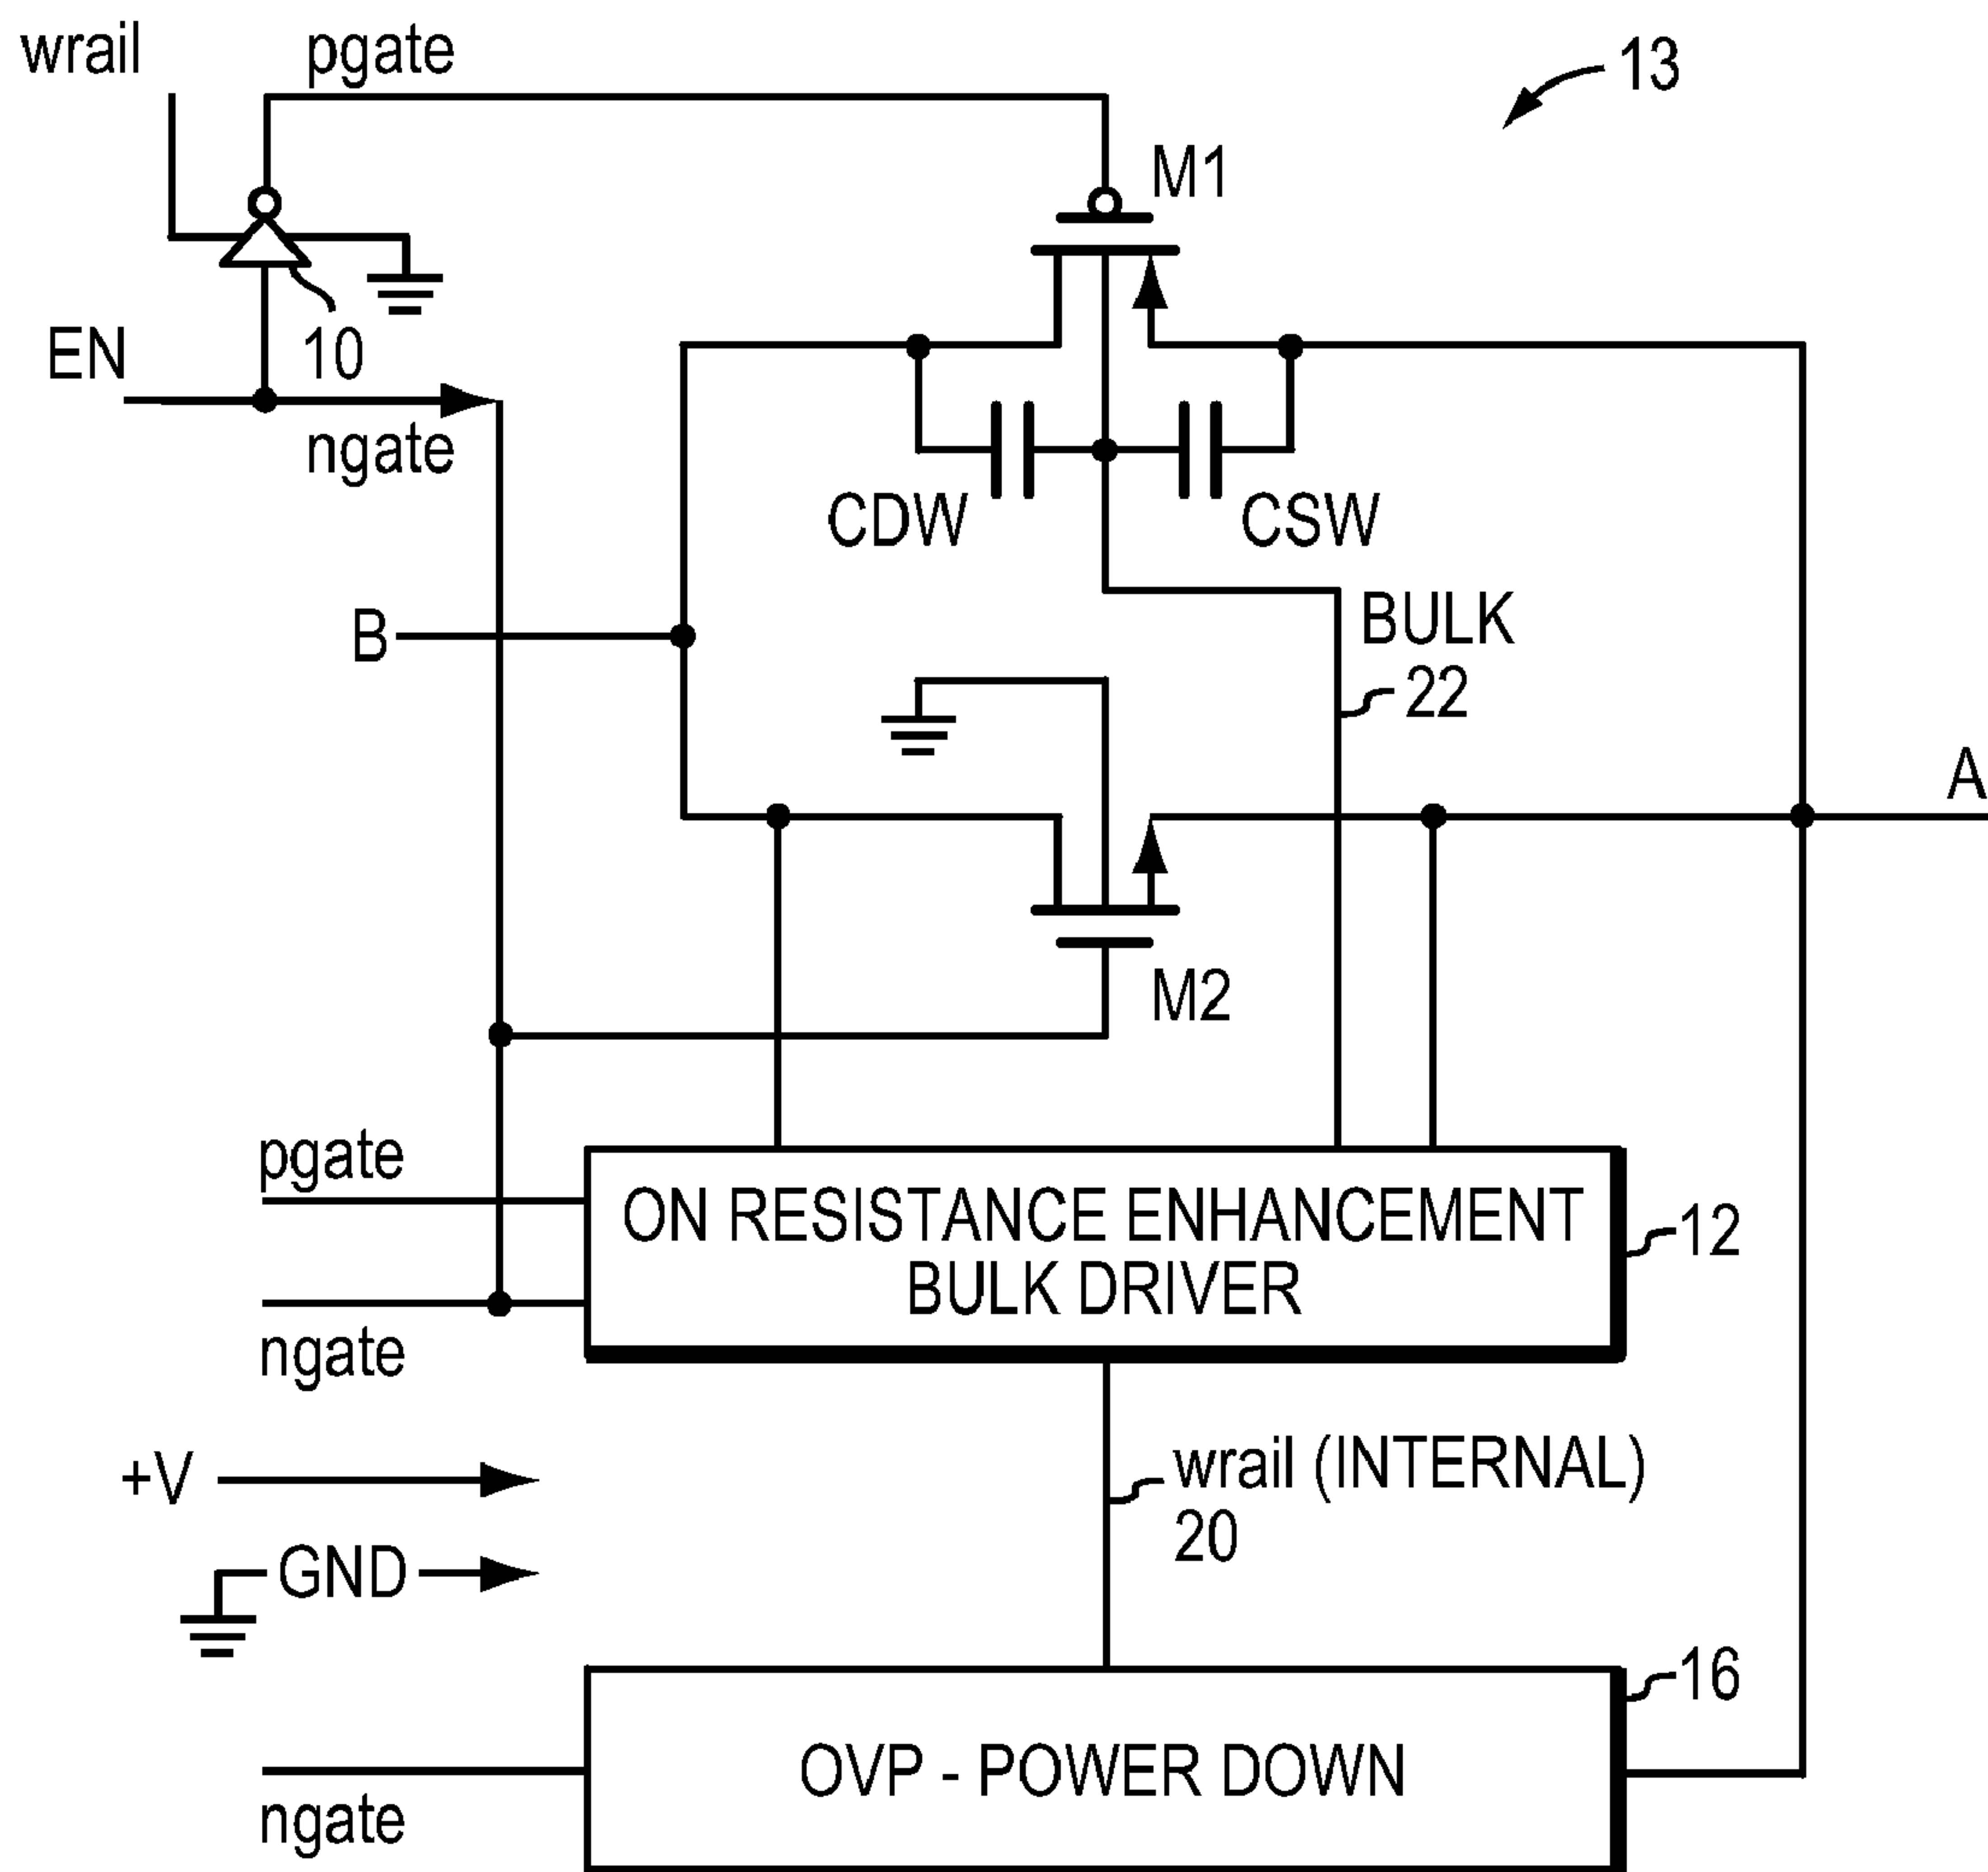 wrail
pgate
13
M1
EN
10
ngate
CDW
CSW
B
BULK
22
A
M2
pgate
ON RESISTANCE ENHANCEMENT
BULK DRIVER
12
ngate
+V
wrail (INTERNAL)
20
GND
16
OVP - POWER DOWN
ngate